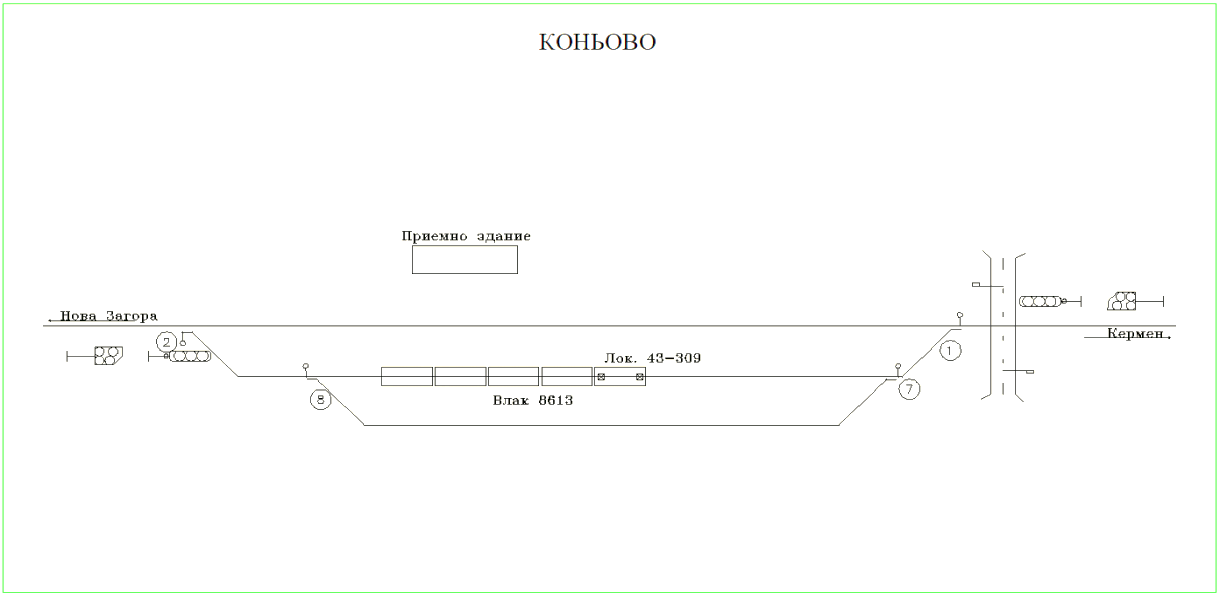 КОНЬОВО
Приемно здание
Нова Загора
Кермен
2
1
Лок. 43-309
8
7
Влак 8613